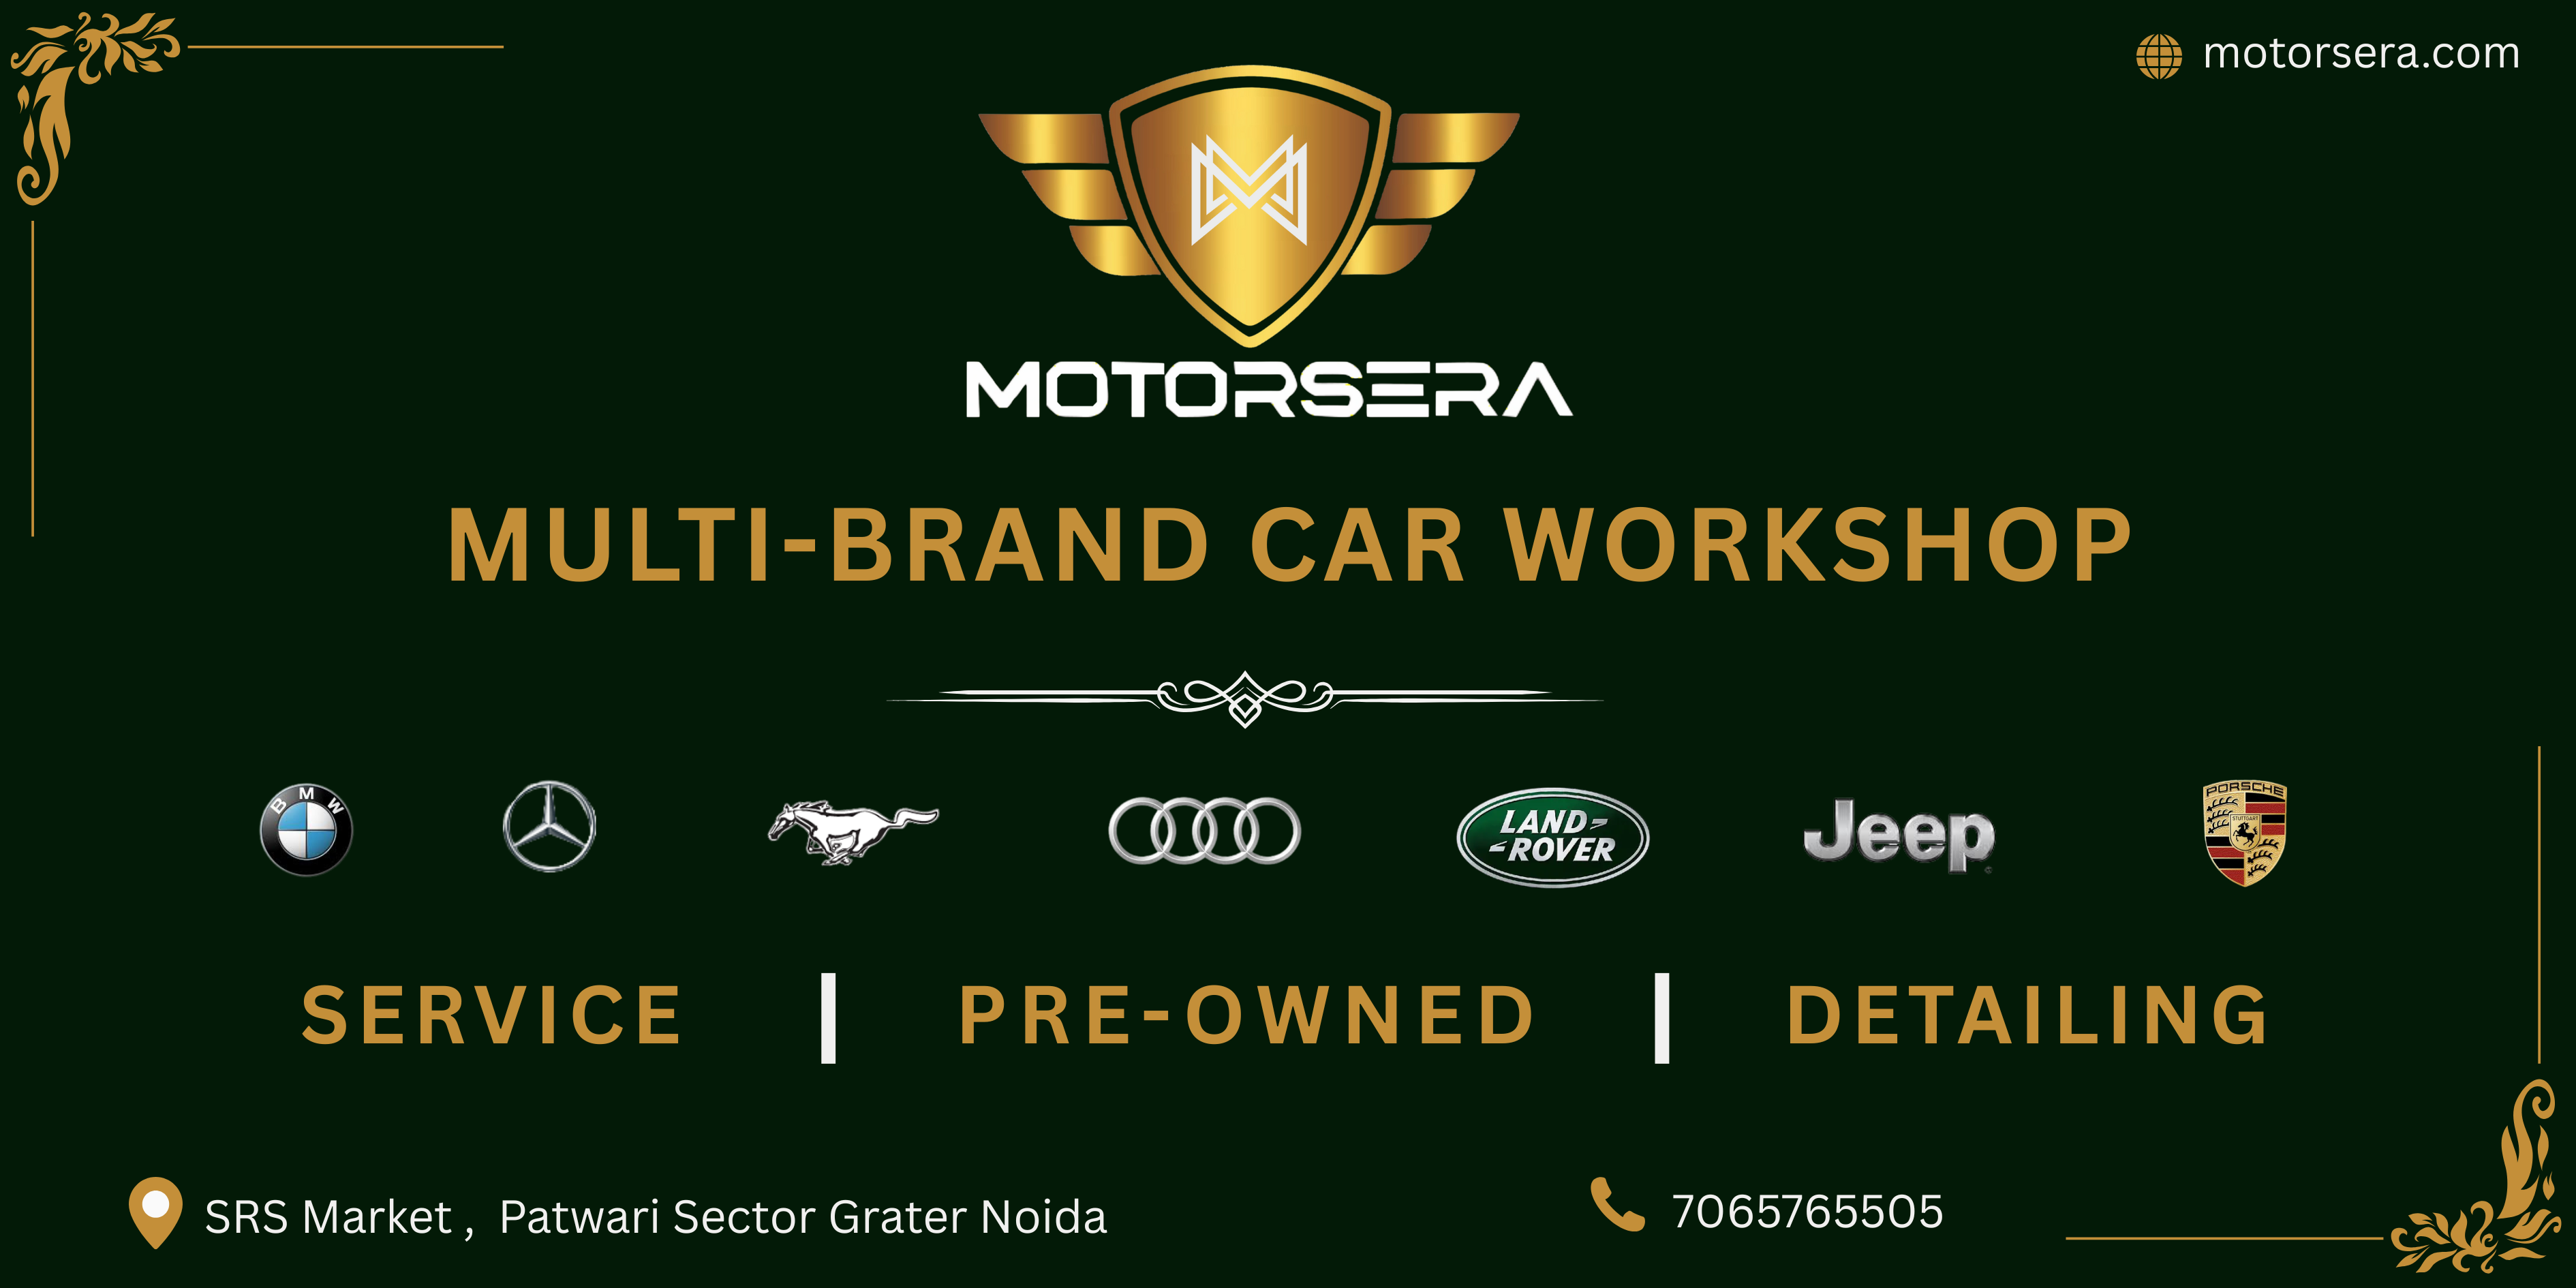 motorsera.com
MOTORSERA
MULTI-BRAND CAR WORKSHOP
BMW
LAND ROVER
Jeep
PORSCHE
STUTTGART
SERVICE | PRE-OWNED | DETAILING
SRS Market , Patwari Sector Grater Noida
7065765505